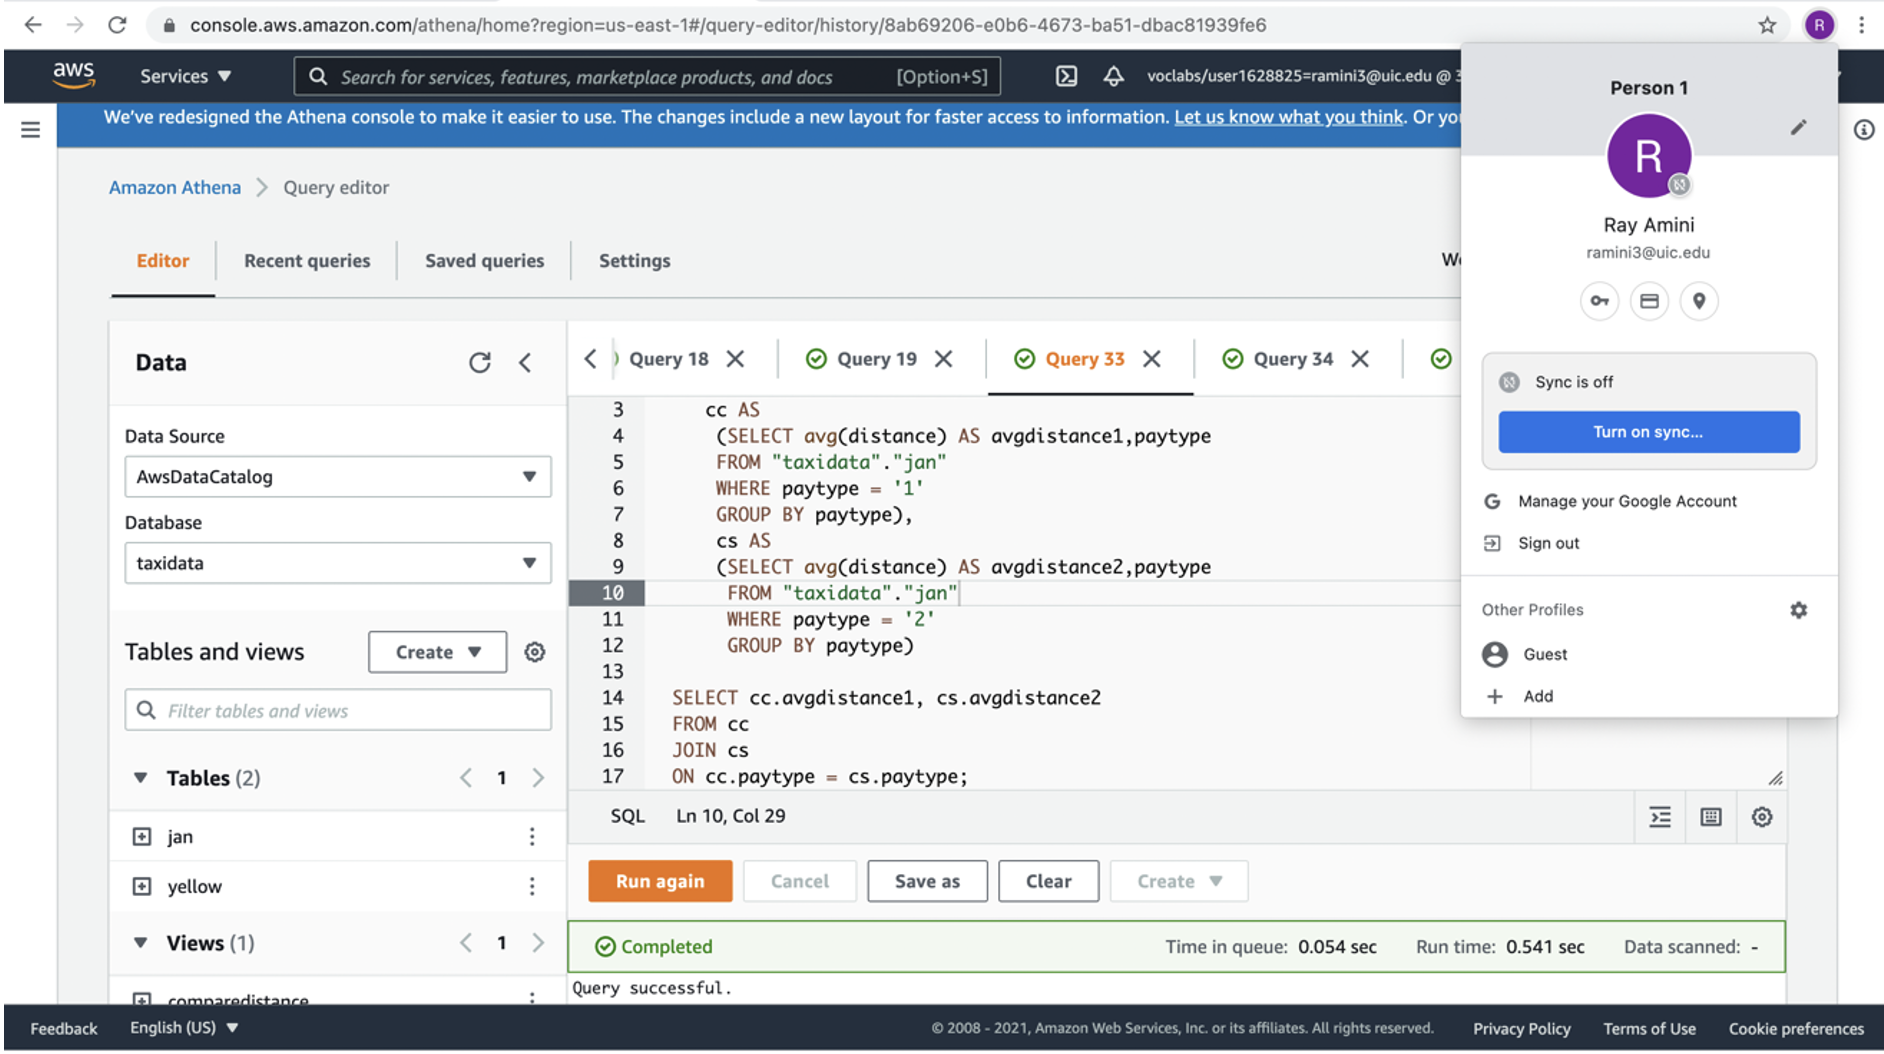 console.aws.amazon.com/athena/home?region=us-east-1#/query-editor/history/8ab69206-e0b6-4673-ba51-dbac81939fe6
R
aws
Services
Search for services, features, marketplace products, and docs
[Option+S]
voclabs/user1628825=ramini3@uic.edu @ 3
We've redesigned the Athena console to make it easier to use. The changes include a new layout for faster access to information. Let us know what you think. Or you
Amazon Athena
Query editor
Editor
Recent queries
Saved queries
Settings
Data
Data Source
AwsDataCatalog
Database
taxidata
Tables and views
Create
Filter tables and views
Tables (2)
1
jan
yellow
Views (1)
1
comparedistance
Query 18
Query 19
Query 33
Query 34
3 cc AS
4 (SELECT avg(distance) AS avgdistance1,paytype
5 FROM "taxidata"."jan"
6 WHERE paytype = '1'
7 GROUP BY paytype),
8 cs AS
9 (SELECT avg(distance) AS avgdistance2,paytype
10 FROM "taxidata"."jan"
11 WHERE paytype = '2'
12 GROUP BY paytype)
13
14 SELECT cc.avgdistance1, cs.avgdistance2
15 FROM cc
16 JOIN cs
17 ON cc.paytype = cs.paytype;
SQL Ln 10, Col 29
Run again
Cancel
Save as
Clear
Create
Completed
Time in queue: 0.054 sec
Run time: 0.541 sec
Data scanned: -
Query successful.
Person 1
R
Ray Amini
ramini3@uic.edu
Sync is off
Turn on sync...
G Manage your Google Account
Sign out
Other Profiles
Guest
Add
Feedback
English (US)
© 2008 - 2021, Amazon Web Services, Inc. or its affiliates. All rights reserved.
Privacy Policy
Terms of Use
Cookie preferences